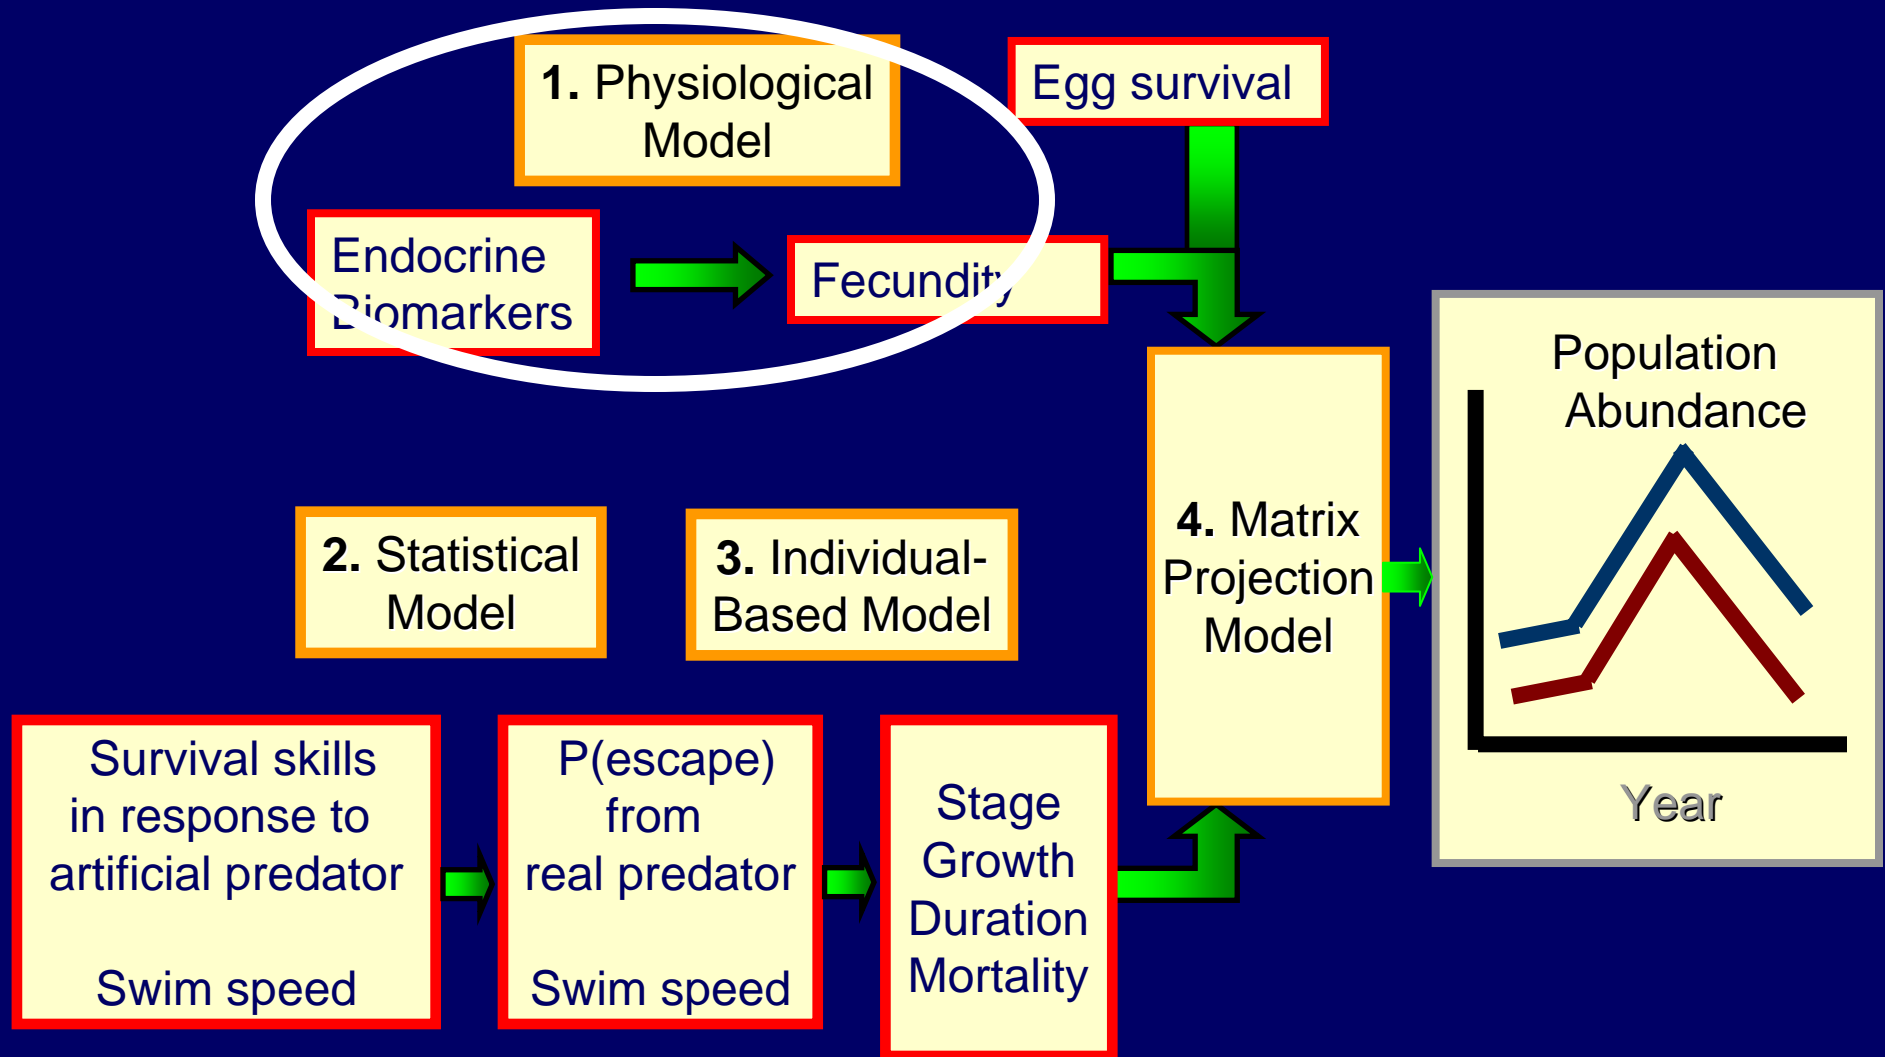 1. Physiological
Model
Egg survival
Endocrine
Biomarkers
Fecundity
2. Statistical
Model
3. Individual-
Based Model
4. Matrix
Projection
Model
Population
Abundance
Year
Survival skills
in response to
artificial predator
Swim speed
P(escape)
from
real predator
Swim speed
Stage
Growth
Duration
Mortality